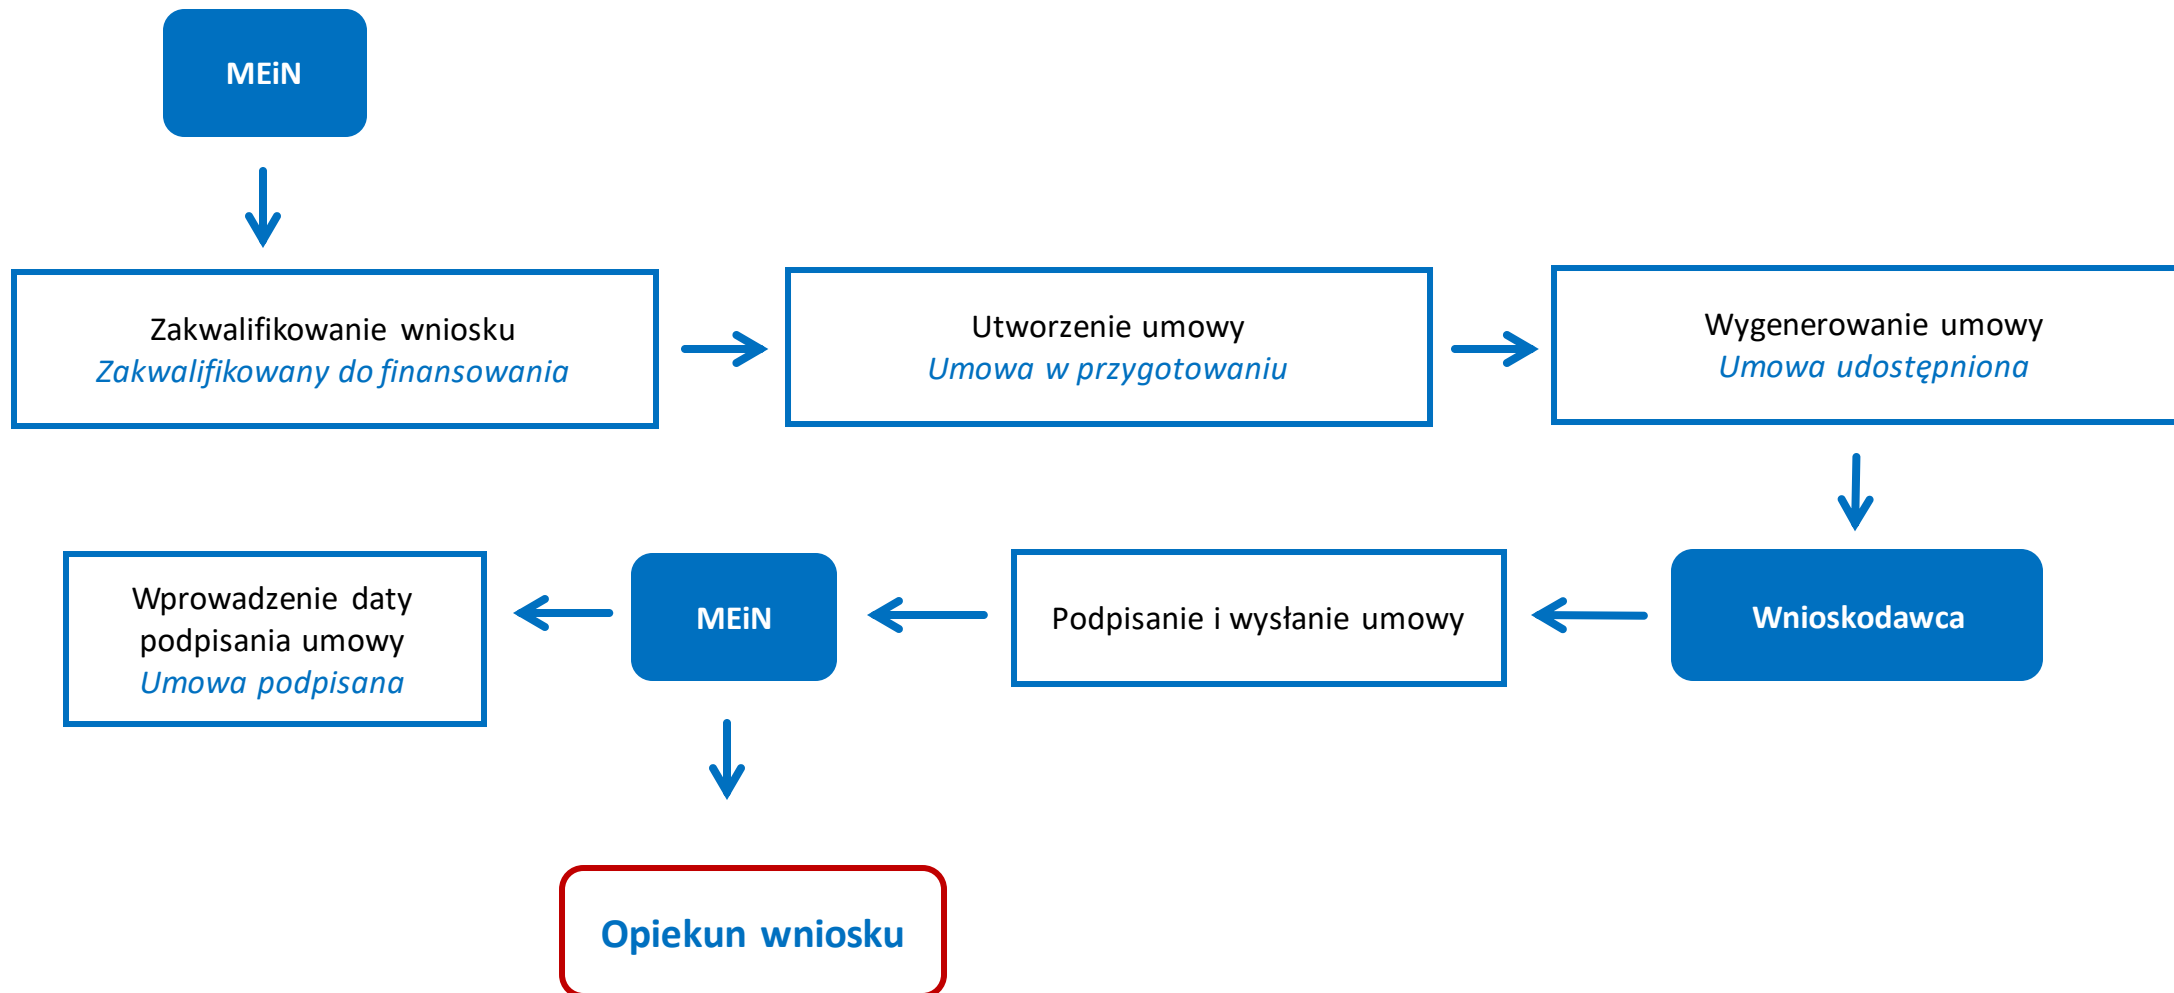 MEiN
Zakwalifikowanie wniosku
Zakwalifikowany do finansowania
Utworzenie umowy
Umowa w przygotowaniu
Wygenerowanie umowy
Umowa udostępniona
Wnioskodawca
Podpisanie i wysłanie umowy
MEiN
Wprowadzenie daty
podpisania umowy
Umowa podpisana
Opiekun wniosku